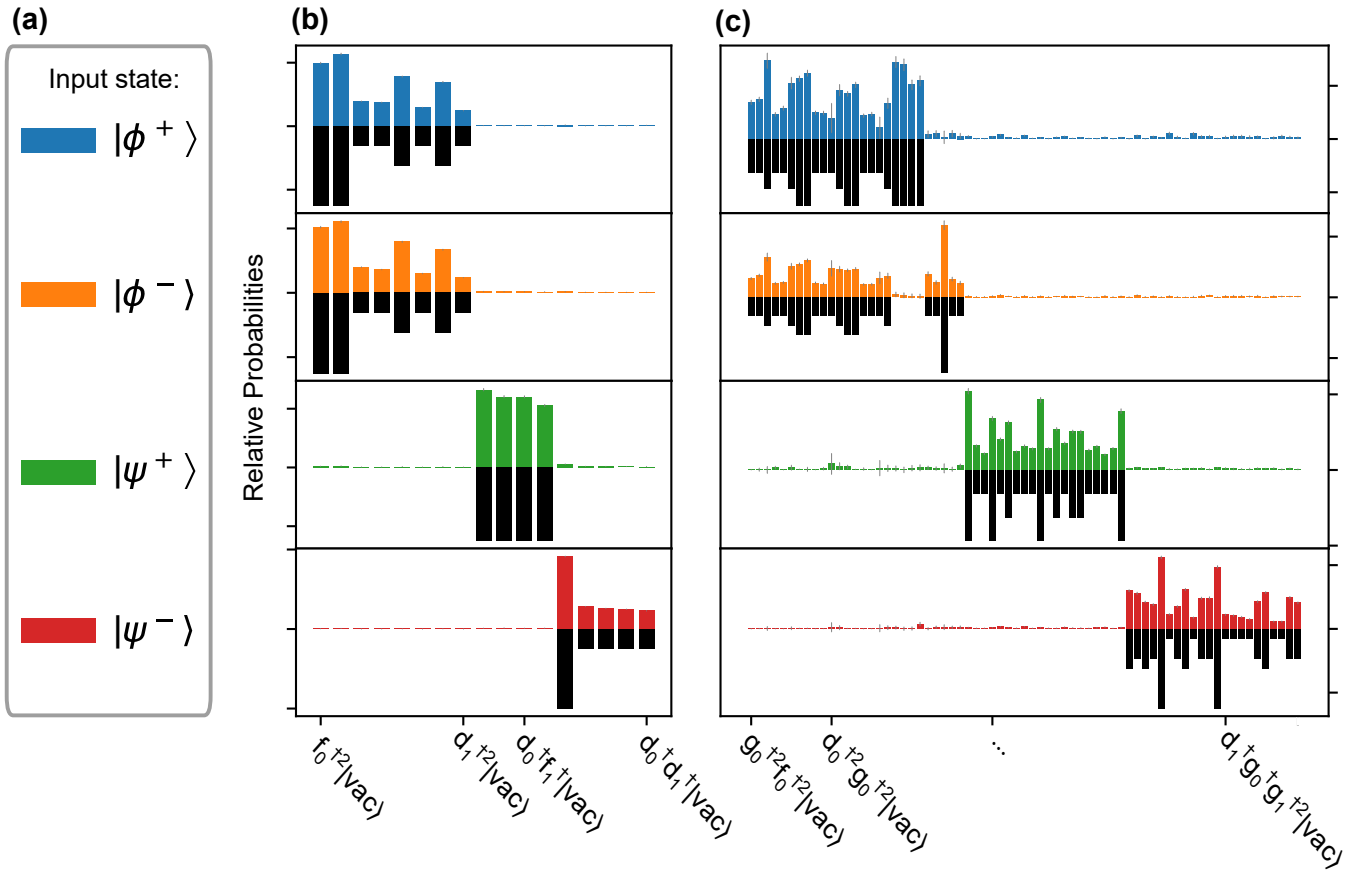 (a)
Input state:
|ϕ⁺⟩
|ϕ⁻⟩
|ψ⁺⟩
|ψ⁻⟩
(b)
(c)
Relative Probabilities
f₀†²|vac⟩
d₁†²|vac⟩
d₀†f₁†|vac⟩
d₀†d₁†|vac⟩
g₀†²f₀†²|vac⟩
d₀†²g₀†²|vac⟩
...
d₁†g₀†g₁†²|vac⟩